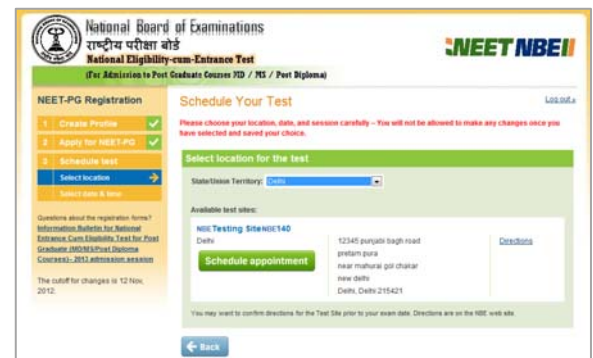 National Board of Examinations
राष्ट्रीय परीक्षा बोर्ड
National Eligibility-cum-Entrance Test
(For Admission to Post Graduate Courses MD / MS / Post Diploma)
NEET NBE
NEET-PG Registration
1 Create Profile
2 Apply for NEET-PG
3 Schedule test
Select location
Select date & time
Questions about the registration forms?
Information Bulletin for National
Entrance Cum Eligibility Test for Post
Graduate (MD/MS/Post Diploma
Courses)- 2013 admission session
The cutoff for changes is 12 Nov,
2012.
Schedule Your Test
Log out
Please choose your location, date, and session carefully – You will not be allowed to make any changes once you
have selected and saved your choice.
Select location for the test
State/Union Territory: Delhi
Available test sites:
NBE Testing Site NBE140
Delhi
Schedule appointment
12345 punjabi bagh road
pretam pura
near mahurai gol chakar
new delhi
Delhi, Delhi 215421
Directions
You may want to confirm directions for the Test Site prior to your exam date. Directions are on the NBE web site.
Back